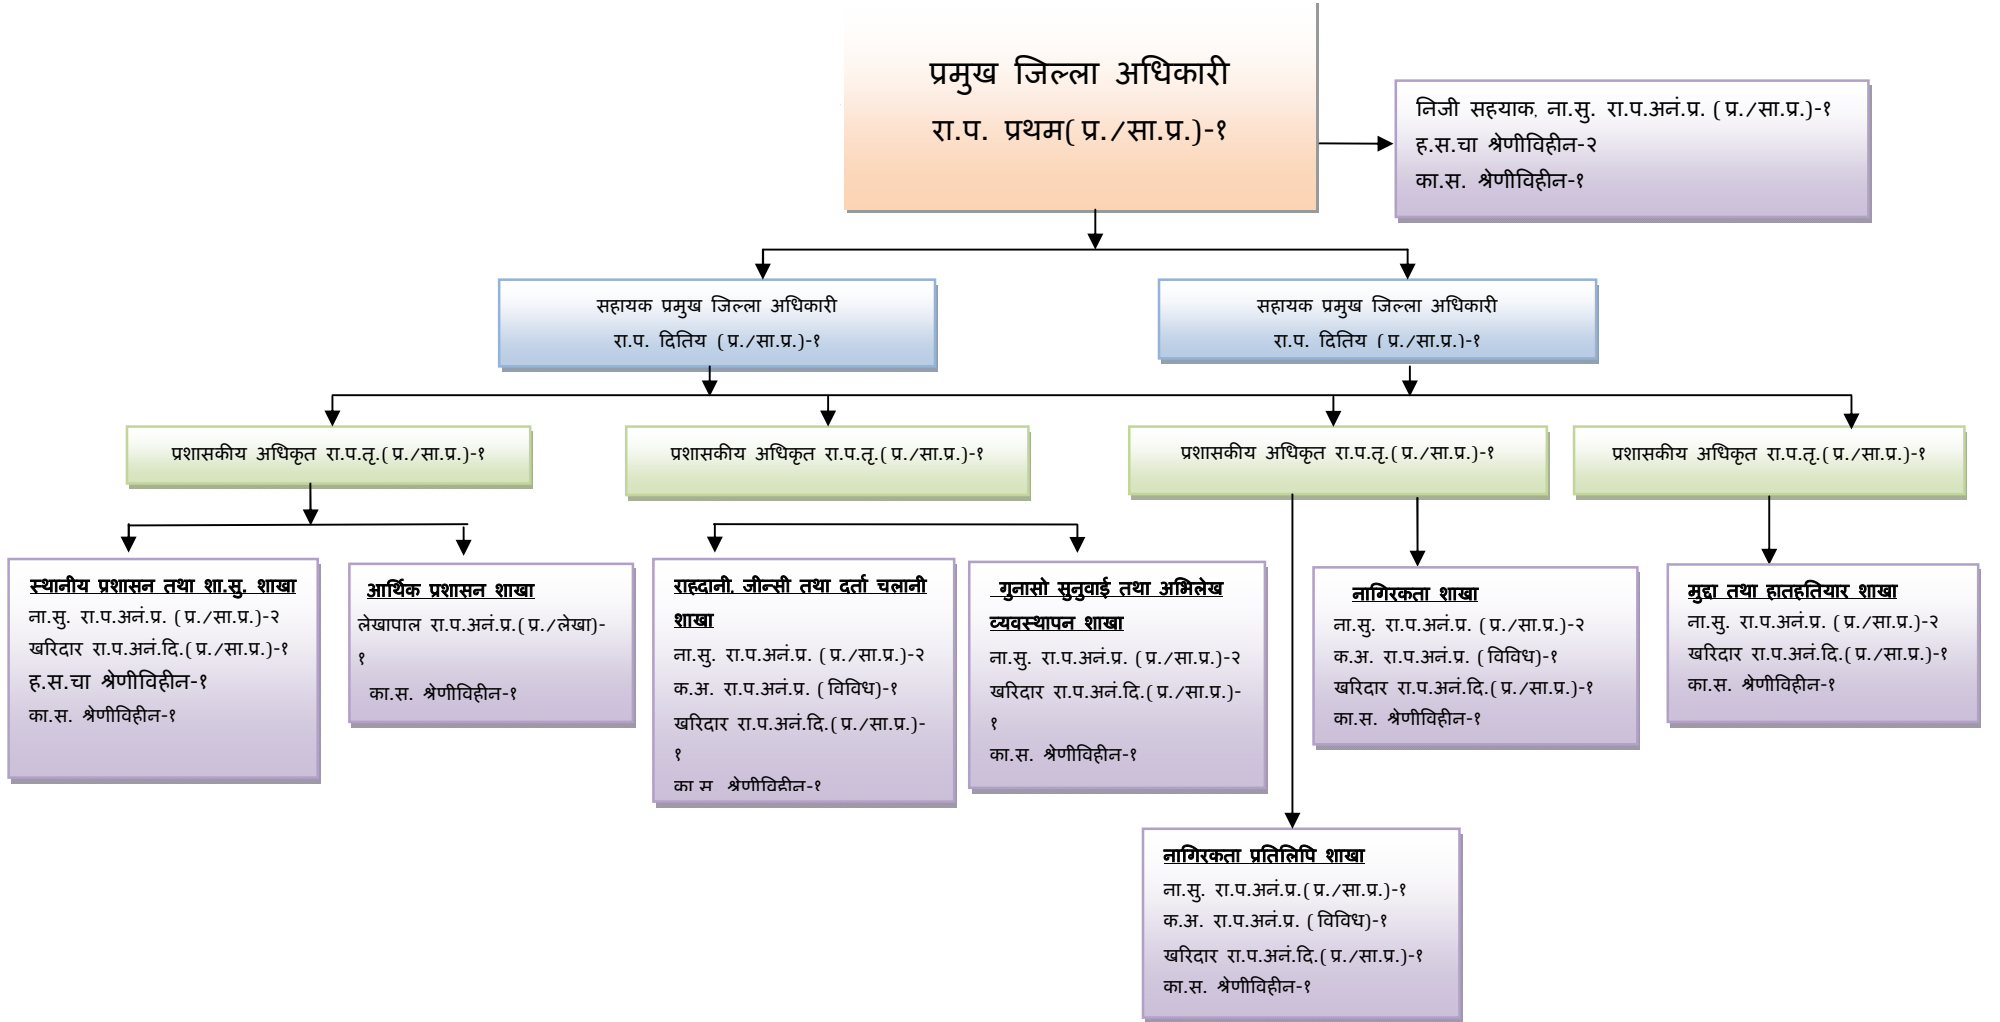 प्रमुख जिल्ला अधिकारी
रा.प. प्रथम(प्र./सा.प्र.)-१
निजी सहयाक, ना.सु. रा.प.अनं.प्र. (प्र./सा.प्र.)-१
ह.स.चा श्रेणीविहीन-२
का.स. श्रेणीविहीन-१
सहायक प्रमुख जिल्ला अधिकारी
रा.प. दितिय (प्र./सा.प्र.)-१
सहायक प्रमुख जिल्ला अधिकारी
रा.प. दितिय (प्र./सा.प्र.)-१
प्रशासकीय अधिकृत रा.प.तृ.(प्र./सा.प्र.)-१
प्रशासकीय अधिकृत रा.प.तृ.(प्र./सा.प्र.)-१
प्रशासकीय अधिकृत रा.प.तृ.(प्र./सा.प्र.)-१
प्रशासकीय अधिकृत रा.प.तृ.(प्र./सा.प्र.)-१
स्थानीय प्रशासन तथा शा.सु. शाखा
ना.सु. रा.प.अनं.प्र. (प्र./सा.प्र.)-२
खरिदार रा.प.अनं.दि.(प्र./सा.प्र.)-१
ह.स.चा श्रेणीविहीन-१
का.स. श्रेणीविहीन-१
आर्थिक प्रशासन शाखा
लेखापाल रा.प.अनं.प्र.(प्र./लेखा)-
१
का.स. श्रेणीविहीन-१
राहदानी, जीन्सी तथा दर्ता चलानी
शाखा
ना.सु. रा.प.अनं.प्र. (प्र./सा.प्र.)-२
क.अ. रा.प.अनं.प्र. (विविध)-१
खरिदार रा.प.अनं.दि.(प्र./सा.प्र.)-
१
का.स. श्रेणीविहीन-१
गुनासो सुनुवाई तथा अभिलेख
व्यवस्थापन शाखा
ना.सु. रा.प.अनं.प्र. (प्र./सा.प्र.)-२
खरिदार रा.प.अनं.दि.(प्र./सा.प्र.)-
१
का.स. श्रेणीविहीन-१
नागिरकता शाखा
ना.सु. रा.प.अनं.प्र. (प्र./सा.प्र.)-२
क.अ. रा.प.अनं.प्र. (विविध)-१
खरिदार रा.प.अनं.दि.(प्र./सा.प्र.)-१
का.स. श्रेणीविहीन-१
मुद्दा तथा हातहतियार शाखा
ना.सु. रा.प.अनं.प्र. (प्र./सा.प्र.)-२
खरिदार रा.प.अनं.दि.(प्र./सा.प्र.)-१
का.स. श्रेणीविहीन-१
नागिरकता प्रतिलिपि शाखा
ना.सु. रा.प.अनं.प्र.(प्र./सा.प्र.)-१
क.अ. रा.प.अनं.प्र. (विविध)-१
खरिदार रा.प.अनं.दि.(प्र./सा.प्र.)-१
का.स. श्रेणीविहीन-१